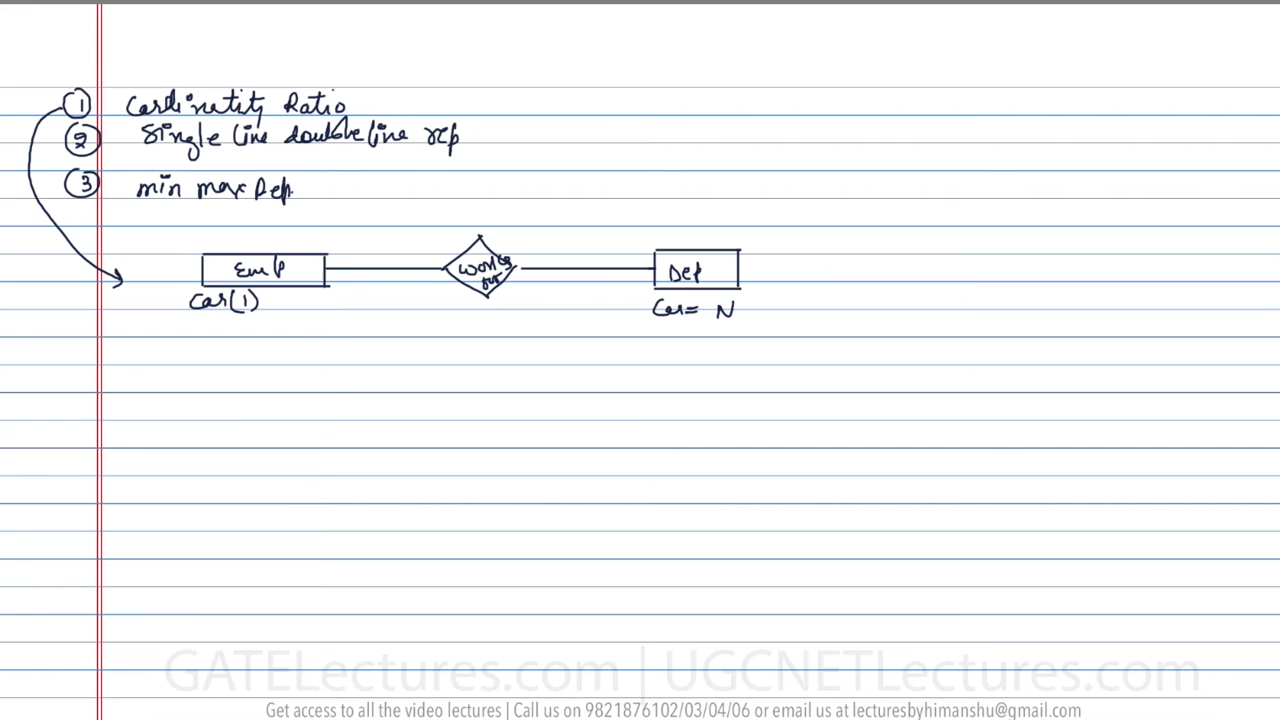 ① Cardinality Ratio
② Single line double line rep
③ min max Rep.
Emp
works
for
Dep
Car(1)
Car= N
GATELectures.com | UGCNETLectures.com
Get access to all the video lectures | Call us on 9821876102/03/04/06 or email us at lecturesbyhimanshu@gmail.com